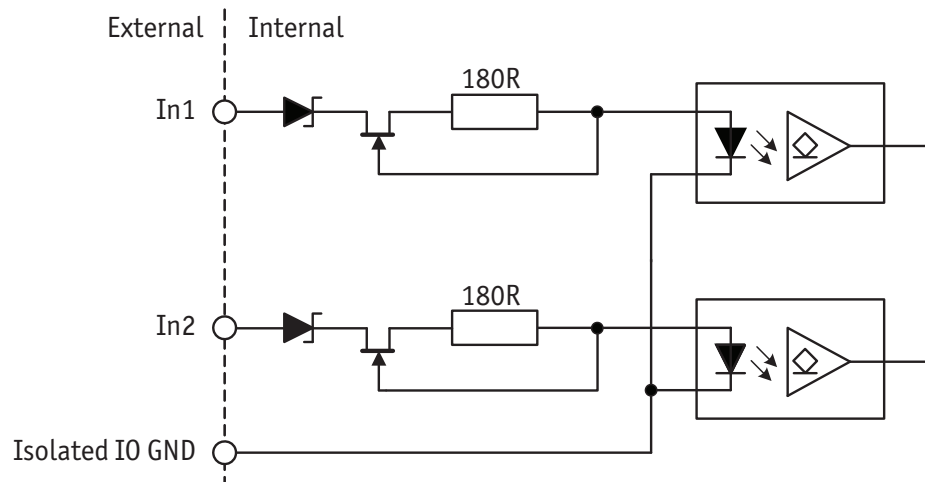 External
Internal
In1
180R
In2
180R
Isolated IO GND